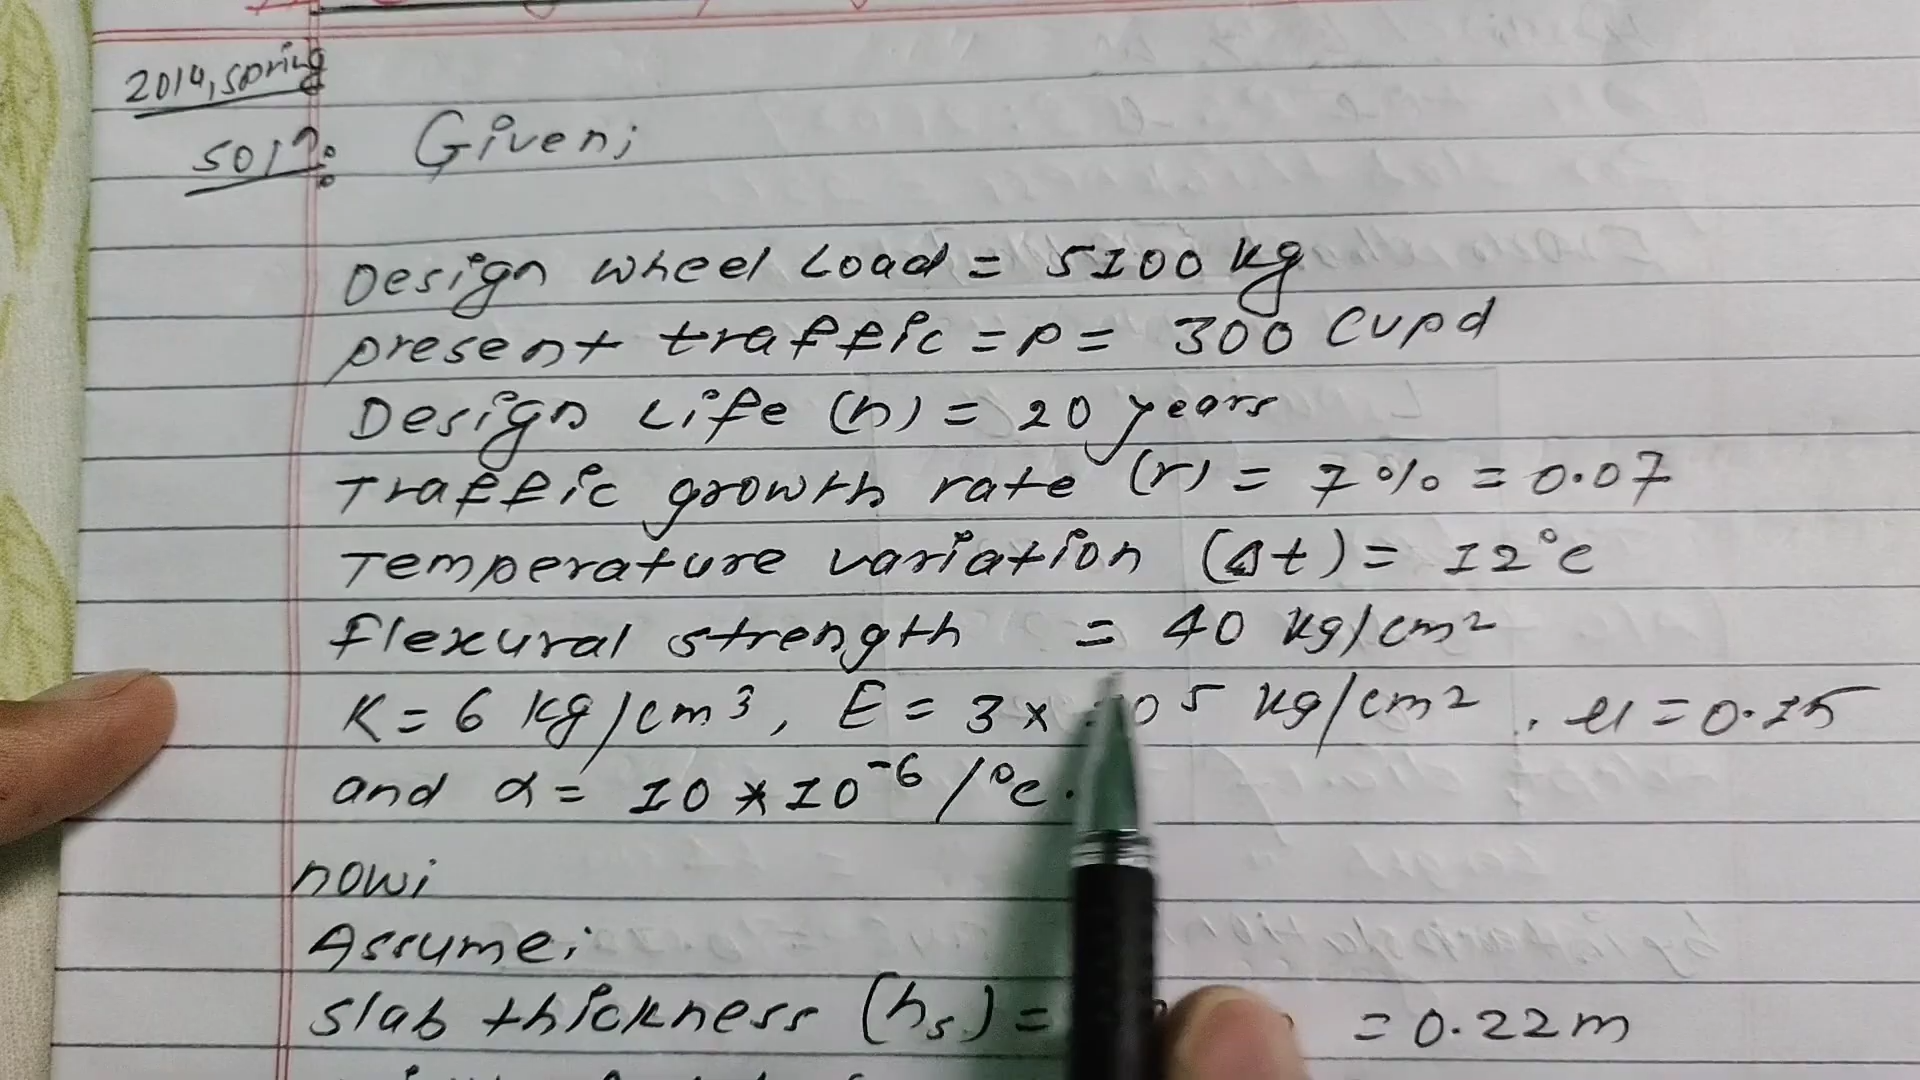 2014, spring
Sol?: Given;
Design wheel Load = 5100 kg
present traffic = P = 300 CVpd
Design Life (n) = 20 years
Traffic growth rate (r) = 7% = 0.07
Temperature variation (Δt) = 12°c
flexural strength = 40 kg/cm²
K = 6 kg/cm³, E = 3 × 10⁵ kg/cm², μ = 0.15
and α = 10 * 10⁻⁶ /°c.
now;
Assume;
slab thickness (hs) = = 0.22m